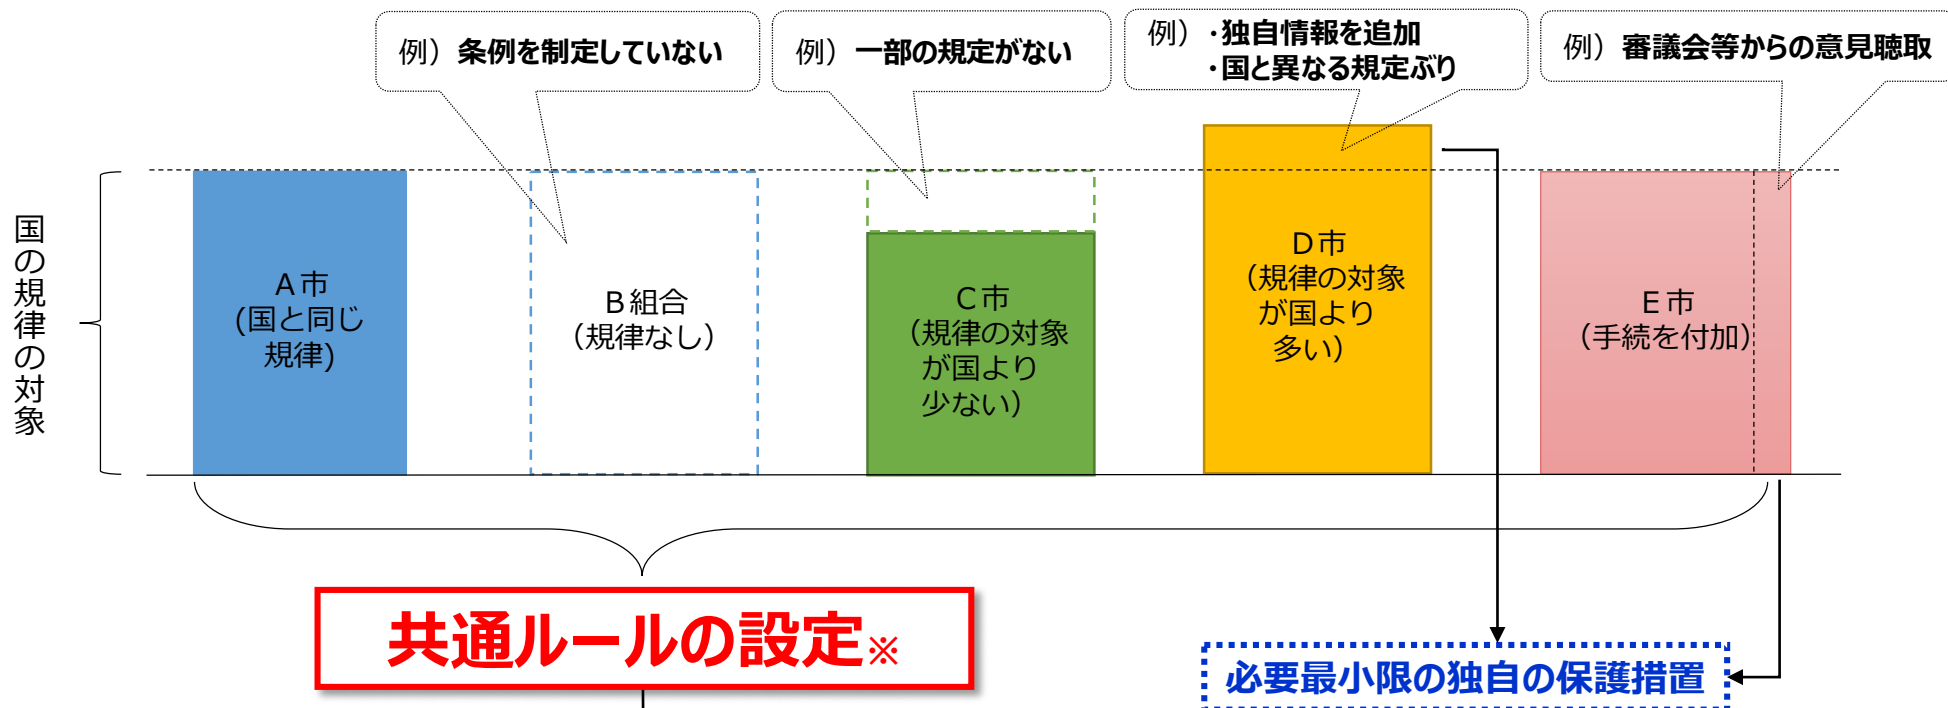 例）条例を制定していない
例）一部の規定がない
例）・独自情報を追加
・国と異なる規定ぶり
例）審議会等からの意見聴取
国の規律の対象
A市
(国と同じ
規律)
B組合
（規律なし）
C市
（規律の対象
が国より
少ない）
D市
（規律の対象
が国より
多い）
E市
（手続を付加）
共通ルールの設定※
必要最小限の独自の保護措置